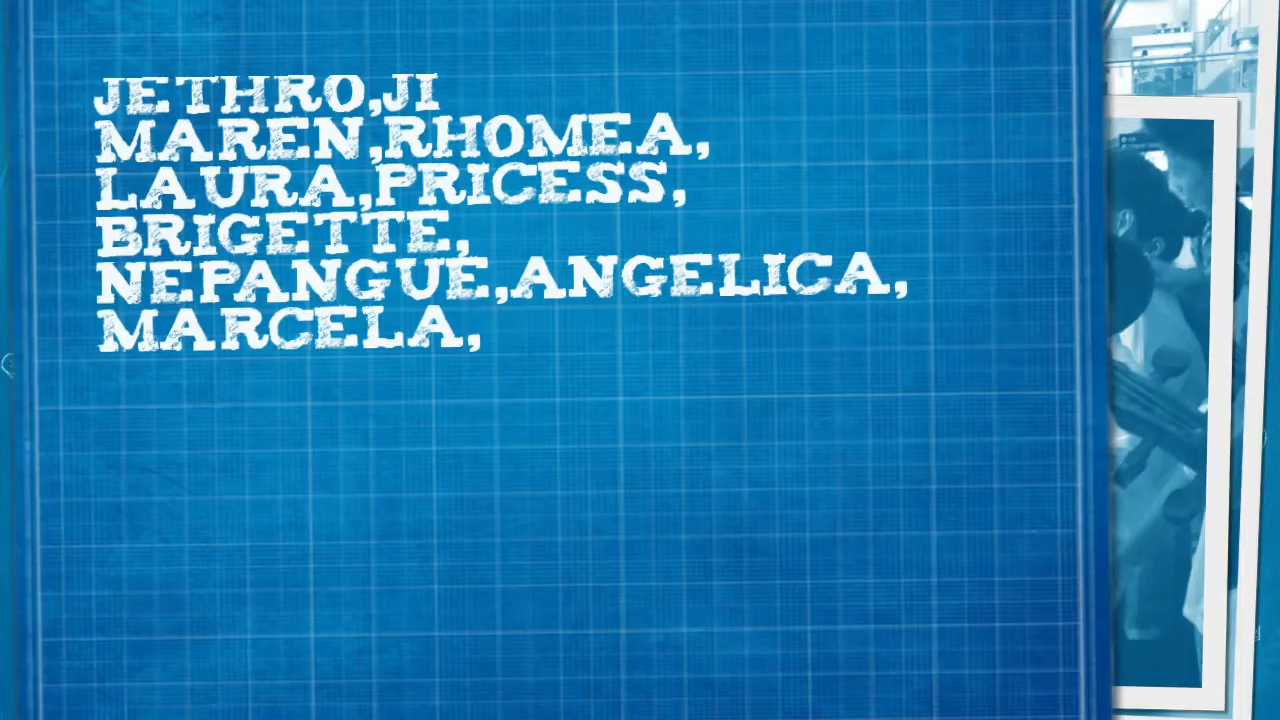 JETHRO,JI
MAREN,RHOMEA,
LAURA,PRICESS,
BRIGETTE,
NEPANGUE,ANGELICA,
MARCELA,